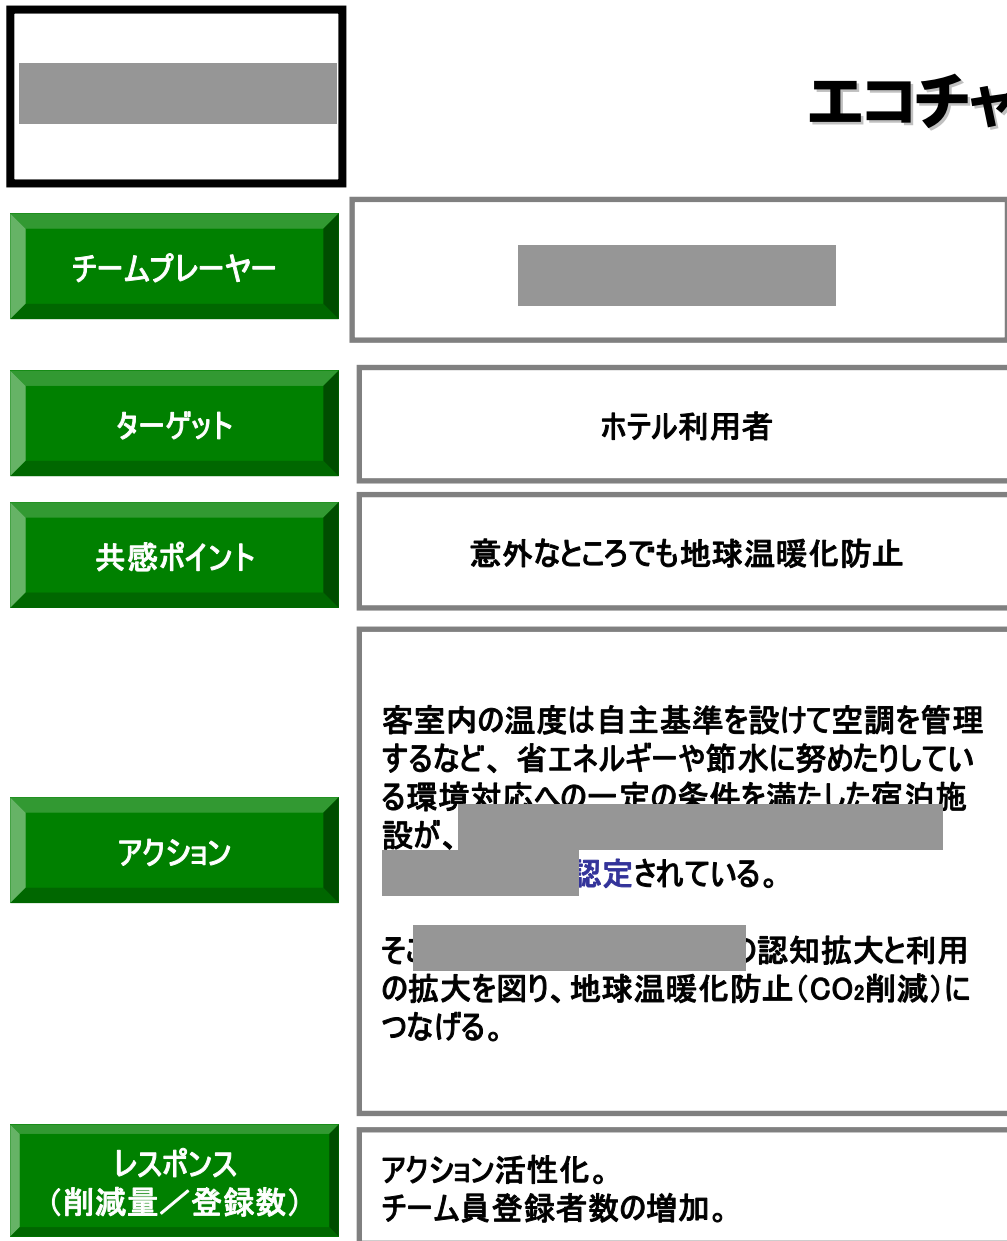 エコチャ
チームプレーヤー
ターゲット
ホテル利用者
共感ポイント
意外なところでも地球温暖化防止
アクション
客室内の温度は自主基準を設けて空調を管理
するなど、省エネルギーや節水に努めたりしてい
る環境対応への一定の条件を満たした宿泊施
設が、
認定されている。
そ
の認知拡大と利用
の拡大を図り、地球温暖化防止(CO₂削減)に
つなげる。
レスポンス
(削減量/登録数)
アクション活性化。
チーム員登録者数の増加。